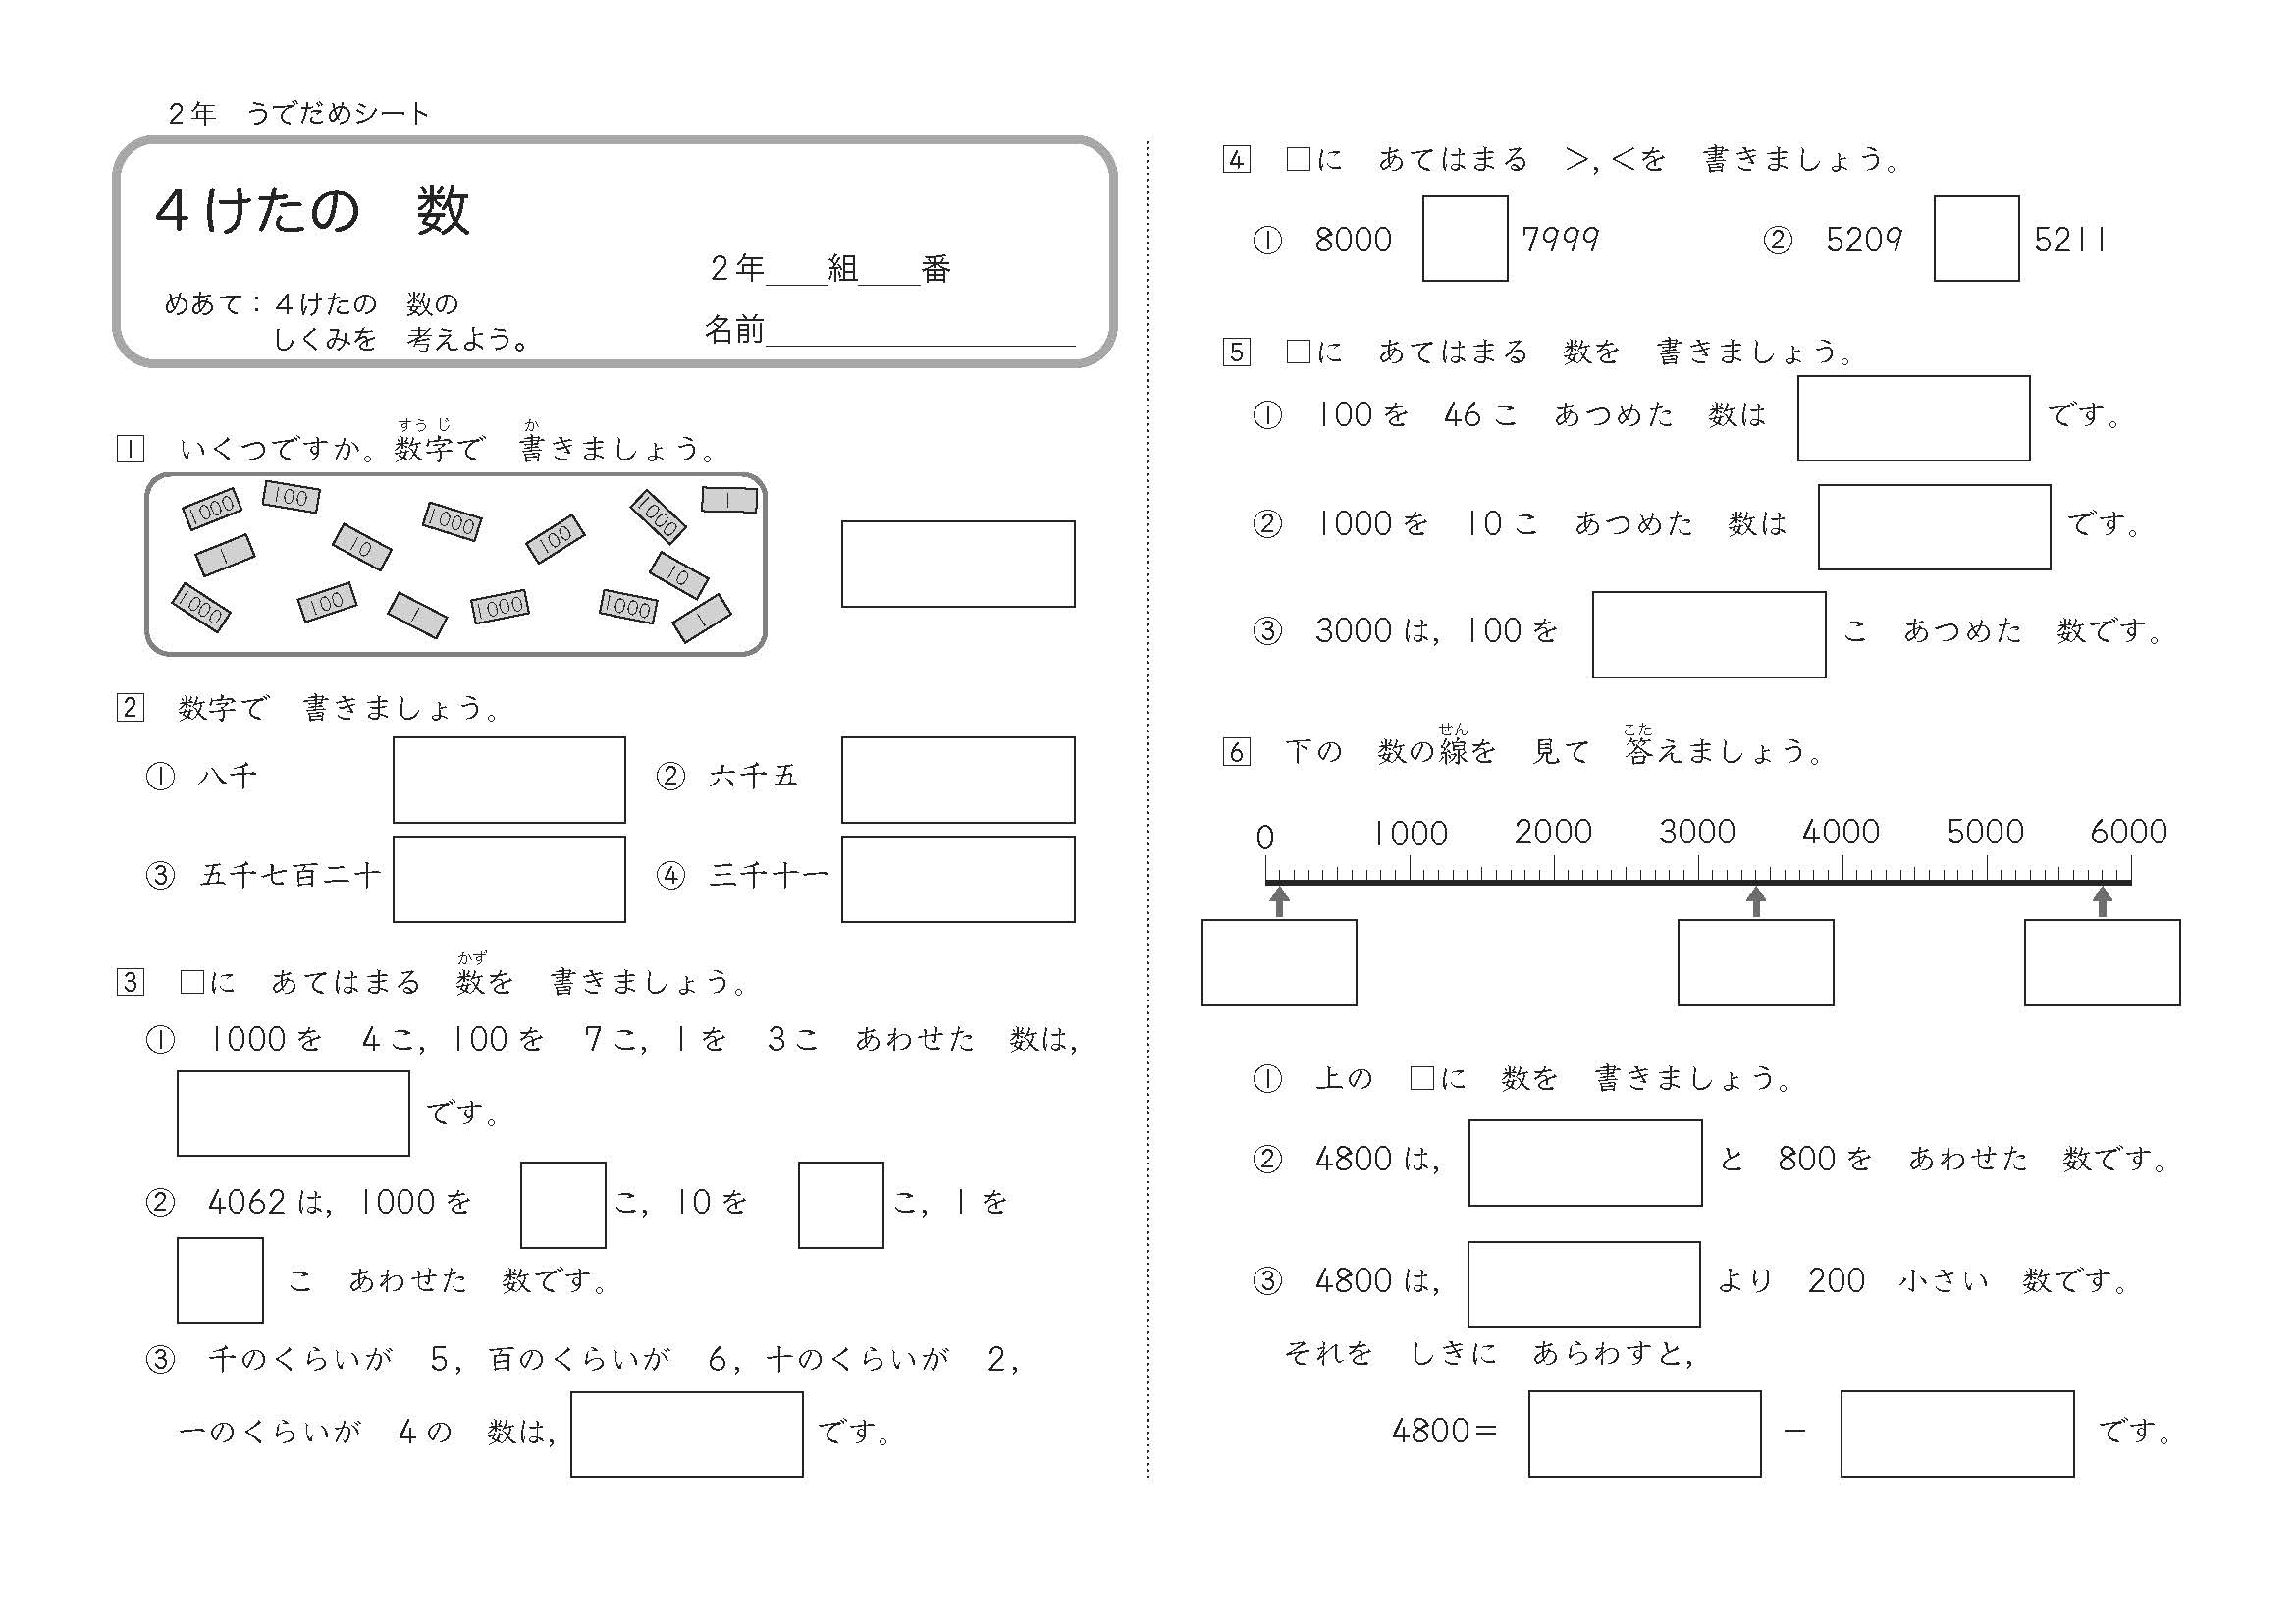 2年　うでだめシート
4けたの　数
2年____組____番
めあて：4けたの　数の
しくみを　考えよう。
名前____________________
すうじ　か
1　いくつですか。数字で　書きましょう。
1000　100　1000　100　1000　1
1　10　10
1000　100　1　1000　1000　1
2　数字で　書きましょう。
①　八千　②　六千五
③　五千七百二十　④　三千十一
かず
3　□に　あてはまる　数を　書きましょう。
①　1000を　4こ, 100を　7こ, 1を　3こ　あわせた　数は,
です。
②　4062は, 1000を　こ, 10を　こ, 1を
こ　あわせた　数です。
③　千のくらいが　5, 百のくらいが　6, 十のくらいが　2,
一のくらいが　4の　数は,　です。
4　□に　あてはまる　＞, ＜を　書きましょう。
①　8000　□　7999　②　5209　□　5211
5　□に　あてはまる　数を　書きましょう。
①　100を　46こ　あつめた　数は　です。
②　1000を　10こ　あつめた　数は　です。
③　3000は, 100を　こ　あつめた　数です。
せん　こた
6　下の　数の線を　見て　答えましょう。
0　1000　2000　3000　4000　5000　6000
①　上の　□に　数を　書きましょう。
②　4800は,　と　800を　あわせた　数です。
③　4800は,　より　200　小さい　数です。
それを　しきに　あらわすと,
4800＝　－　です。